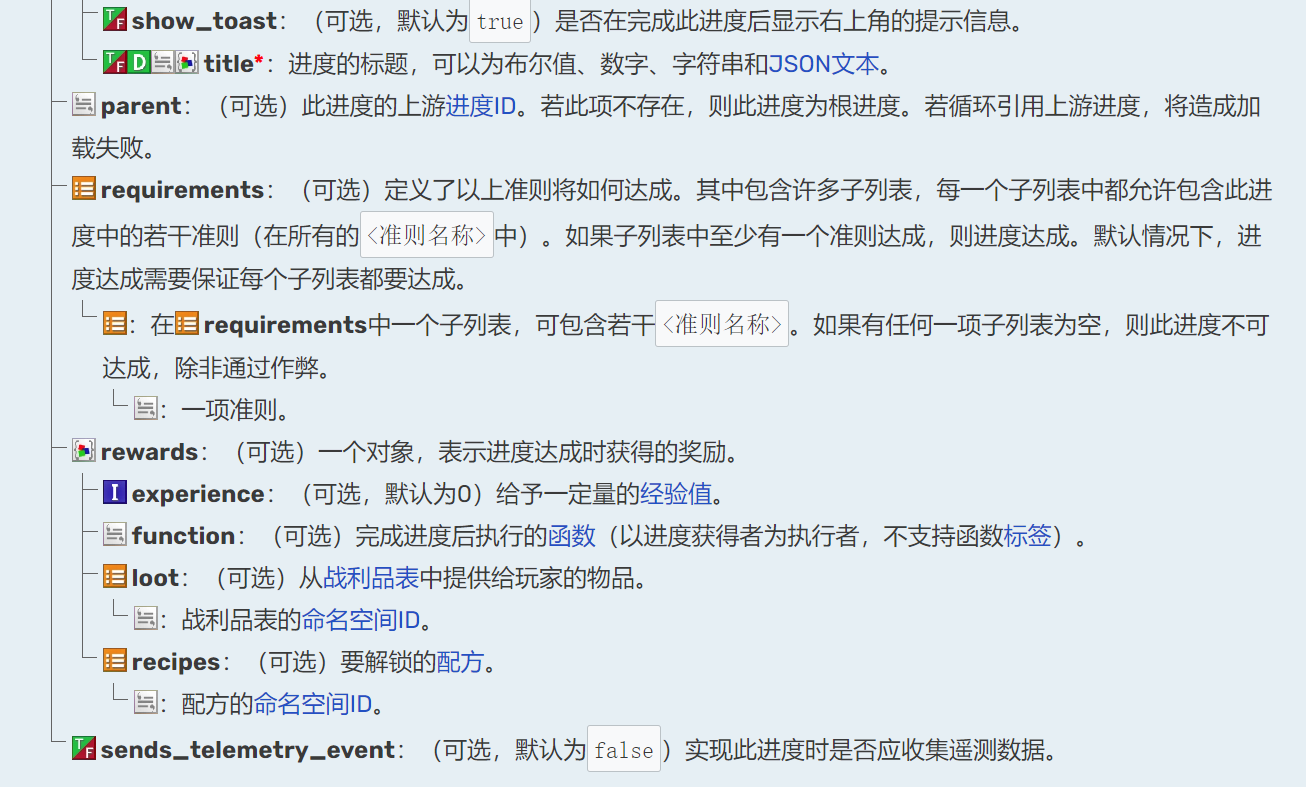 show_toast：（可选，默认为true）是否在完成此进度后显示右上角的提示信息。
title*：进度的标题，可以为布尔值、数字、字符串和JSON文本。
parent：（可选）此进度的上游进度ID。若此项不存在，则此进度为根进度。若循环引用上游进度，将造成加
载失败。
requirements：（可选）定义了以上准则将如何达成。其中包含许多子列表，每一个子列表中都允许包含此进
度中的若干准则（在所有的<准则名称>中）。如果子列表中至少有一个准则达成，则进度达成。默认情况下，进
度达成需要保证每个子列表都要达成。
：在requirements中一个子列表，可包含若干<准则名称>。如果有任何一项子列表为空，则此进度不可
达成，除非通过作弊。
：一项准则。
rewards：（可选）一个对象，表示进度达成时获得的奖励。
experience：（可选，默认为0）给予一定量的经验值。
function：（可选）完成进度后执行的函数（以进度获得者为执行者，不支持函数标签）。
loot：（可选）从战利品表中提供给玩家的物品。
：战利品表的命名空间ID。
recipes：（可选）要解锁的配方。
：配方的命名空间ID。
sends_telemetry_event：（可选，默认为false）实现此进度时是否应收集遥测数据。